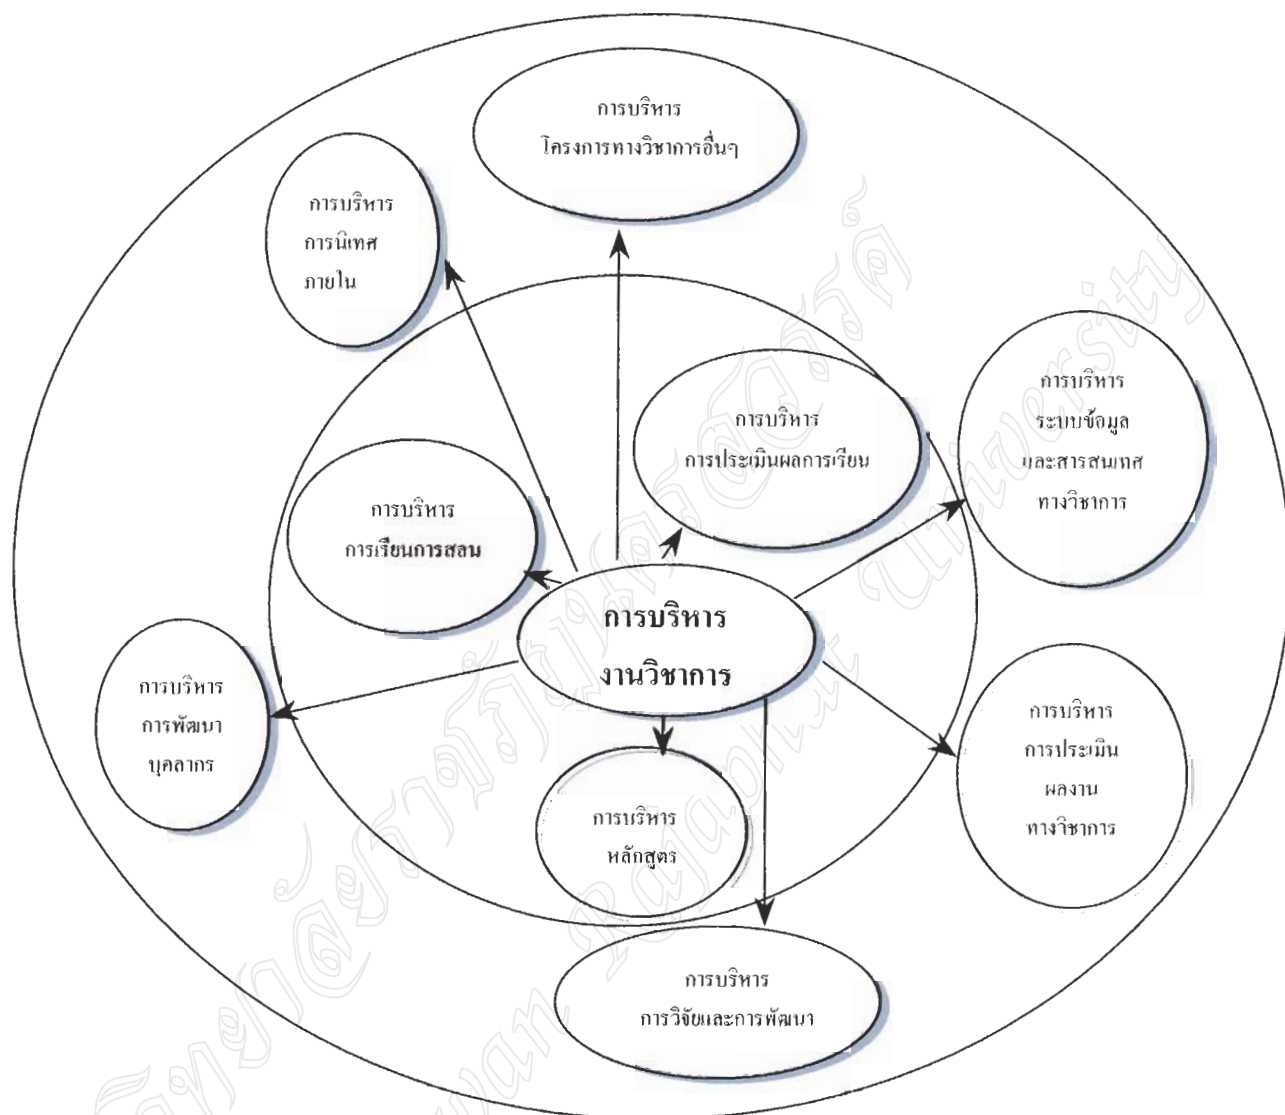 การบริหาร
โครงการทางวิชาการอื่นๆ
การบริหาร
การนิเทศ
ภายใน
การบริหาร
การประเมินผลการเรียน
การบริหาร
ระบบข้อมูล
และสารสนเทศ
ทางวิชาการ
การบริหาร
การเรียนการสอน
การบริหาร
งานวิชาการ
การบริหาร
การพัฒนา
บุคลากร
การบริหาร
การประเมิน
ผลงาน
ทางวิชาการ
การบริหาร
หลักสูตร
การบริหาร
การวิจัยและการพัฒนา
Rajabhat University